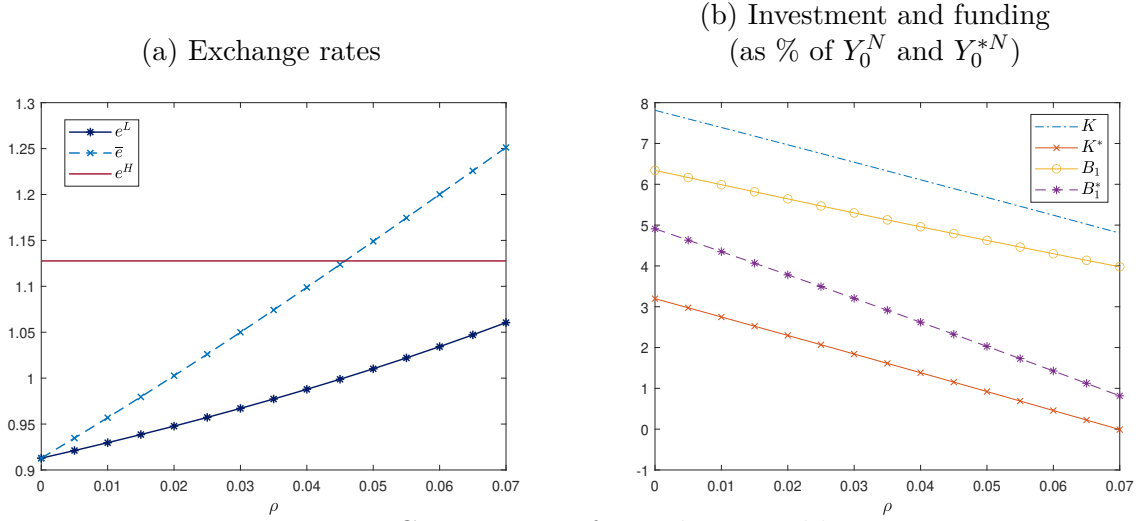 (a) Exchange rates
1.3
1.25
1.2
1.15
1.1
1.05
1
0.95
0.9
0 0.01 0.02 0.03 0.04 0.05 0.06 0.07
ρ
e^L
e̅
e^H
(b) Investment and funding
(as % of Y_0^N and Y_0^{*N})
8
7
6
5
4
3
2
1
0
-1
0 0.01 0.02 0.03 0.04 0.05 0.06 0.07
ρ
K
K^*
B_1
B_1^*